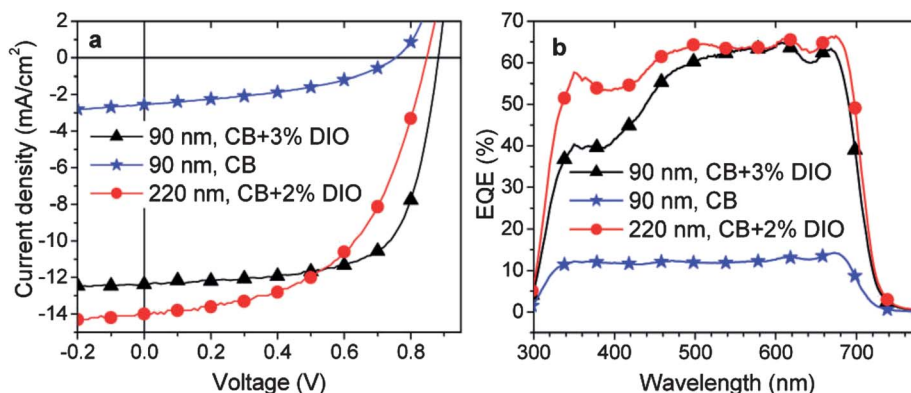 a
2
0
-2
-4
-6
-8
-10
-12
-14
-0.2 0.0 0.2 0.4 0.6 0.8
Voltage (V)
Current density (mA/cm²)
90 nm, CB+3% DIO
90 nm, CB
220 nm, CB+2% DIO
b
70
60
50
40
30
20
10
0
300 400 500 600 700
Wavelength (nm)
EQE (%)
90 nm, CB+3% DIO
90 nm, CB
220 nm, CB+2% DIO